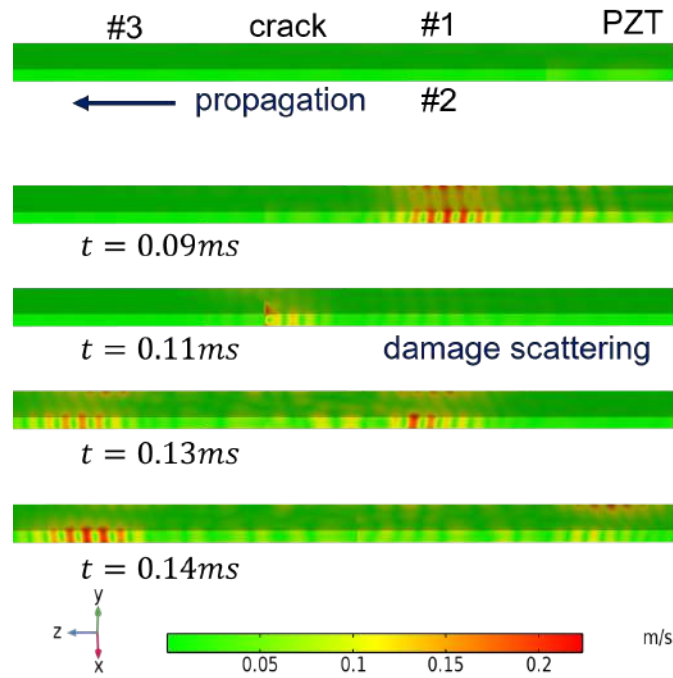 #3 crack #1 PZT
propagation #2
t = 0.09ms
t = 0.11ms damage scattering
t = 0.13ms
t = 0.14ms
y
z
x
0.05 0.1 0.15 0.2 m/s